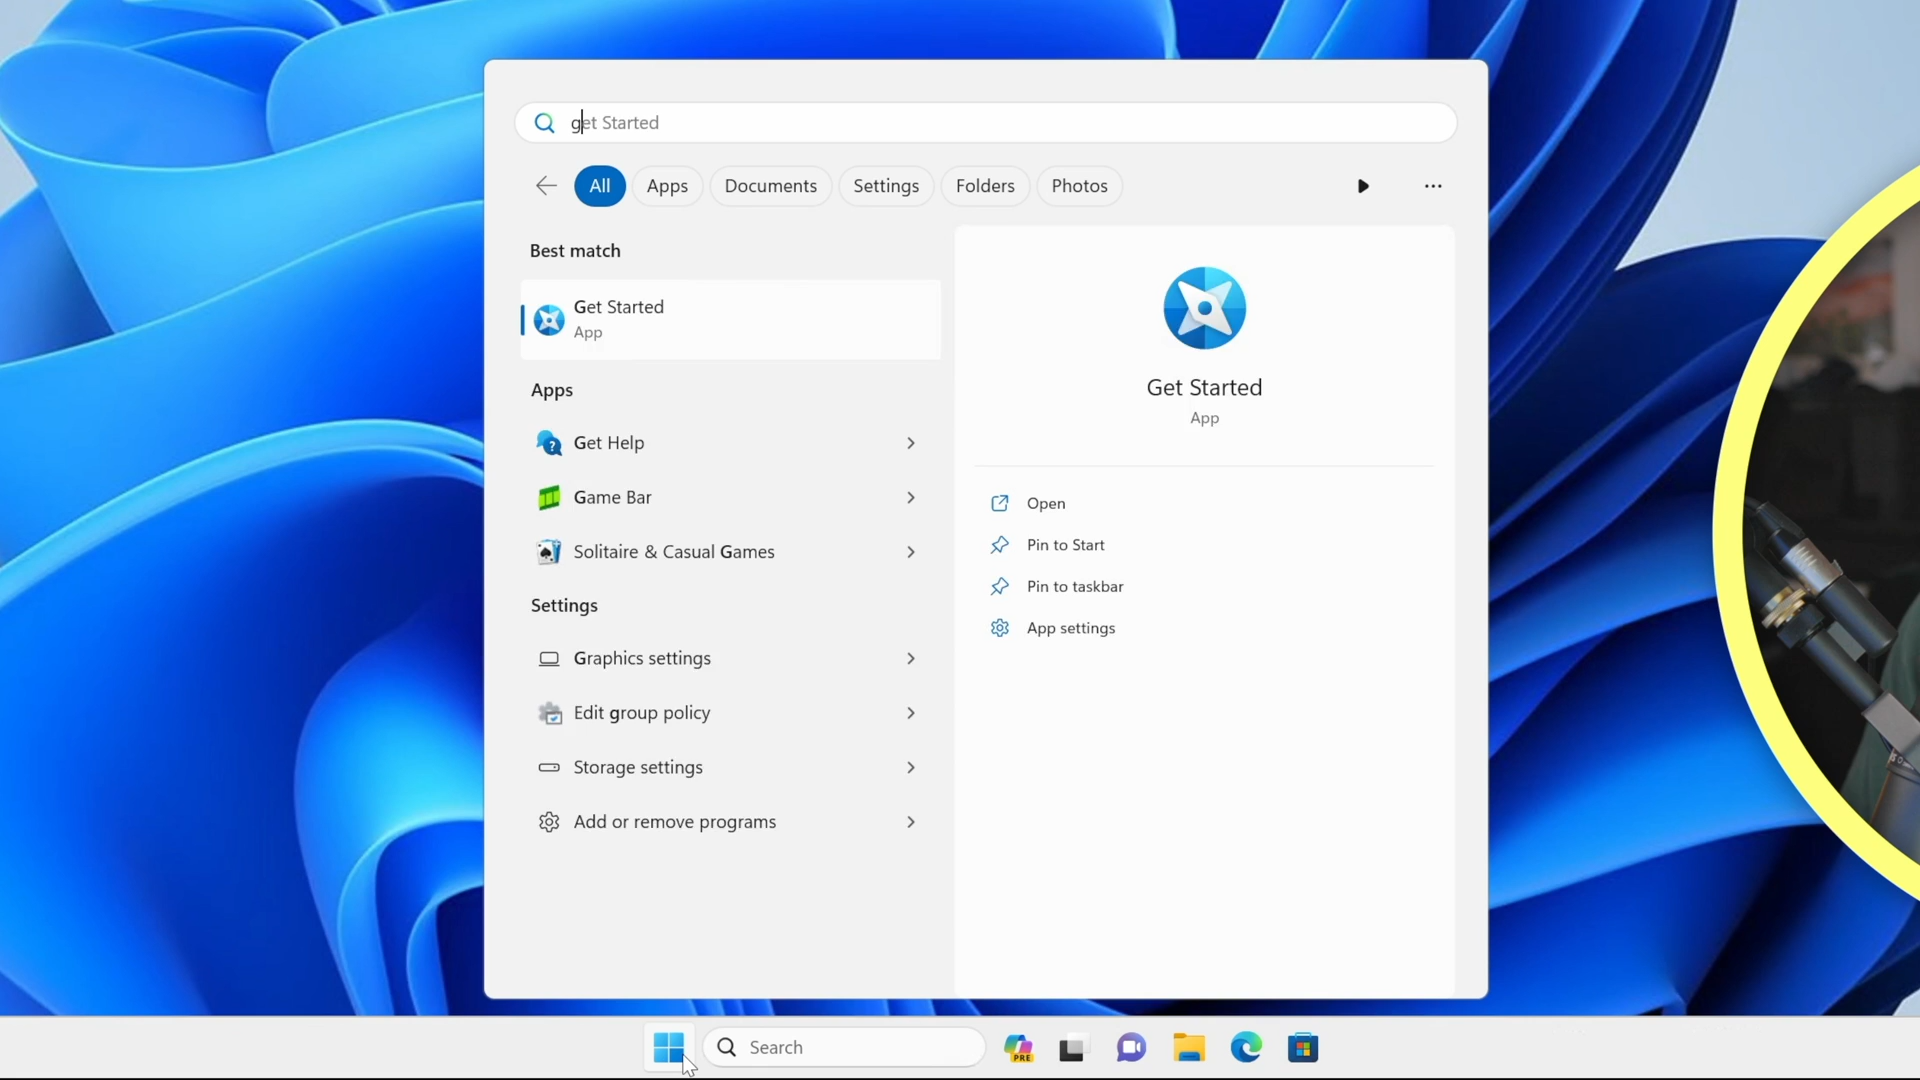 get Started
All Apps Documents Settings Folders Photos
Best match
Get Started
App
Apps
Get Help
Game Bar
Solitaire & Casual Games
Settings
Graphics settings
Edit group policy
Storage settings
Add or remove programs
Get Started
App
Open
Pin to Start
Pin to taskbar
App settings
Search
PRE